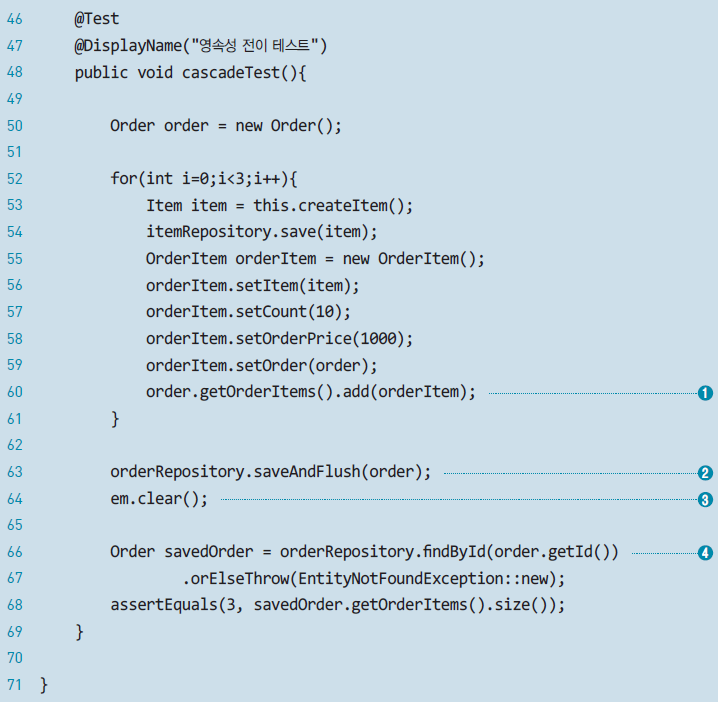 46 @Test
47 @DisplayName("영속성 전이 테스트")
48 public void cascadeTest(){
49
50 Order order = new Order();
51
52 for(int i=0;i<3;i++){
53 Item item = this.createItem();
54 itemRepository.save(item);
55 OrderItem orderItem = new OrderItem();
56 orderItem.setItem(item);
57 orderItem.setCount(10);
58 orderItem.setOrderPrice(1000);
59 orderItem.setOrder(order);
60 order.getOrderItems().add(orderItem); ❶
61 }
62
63 orderRepository.saveAndFlush(order); ❷
64 em.clear(); ❸
65
66 Order savedOrder = orderRepository.findById(order.getId()) ❹
67 .orElseThrow(EntityNotFoundException::new);
68 assertEquals(3, savedOrder.getOrderItems().size());
69 }
70
71 }